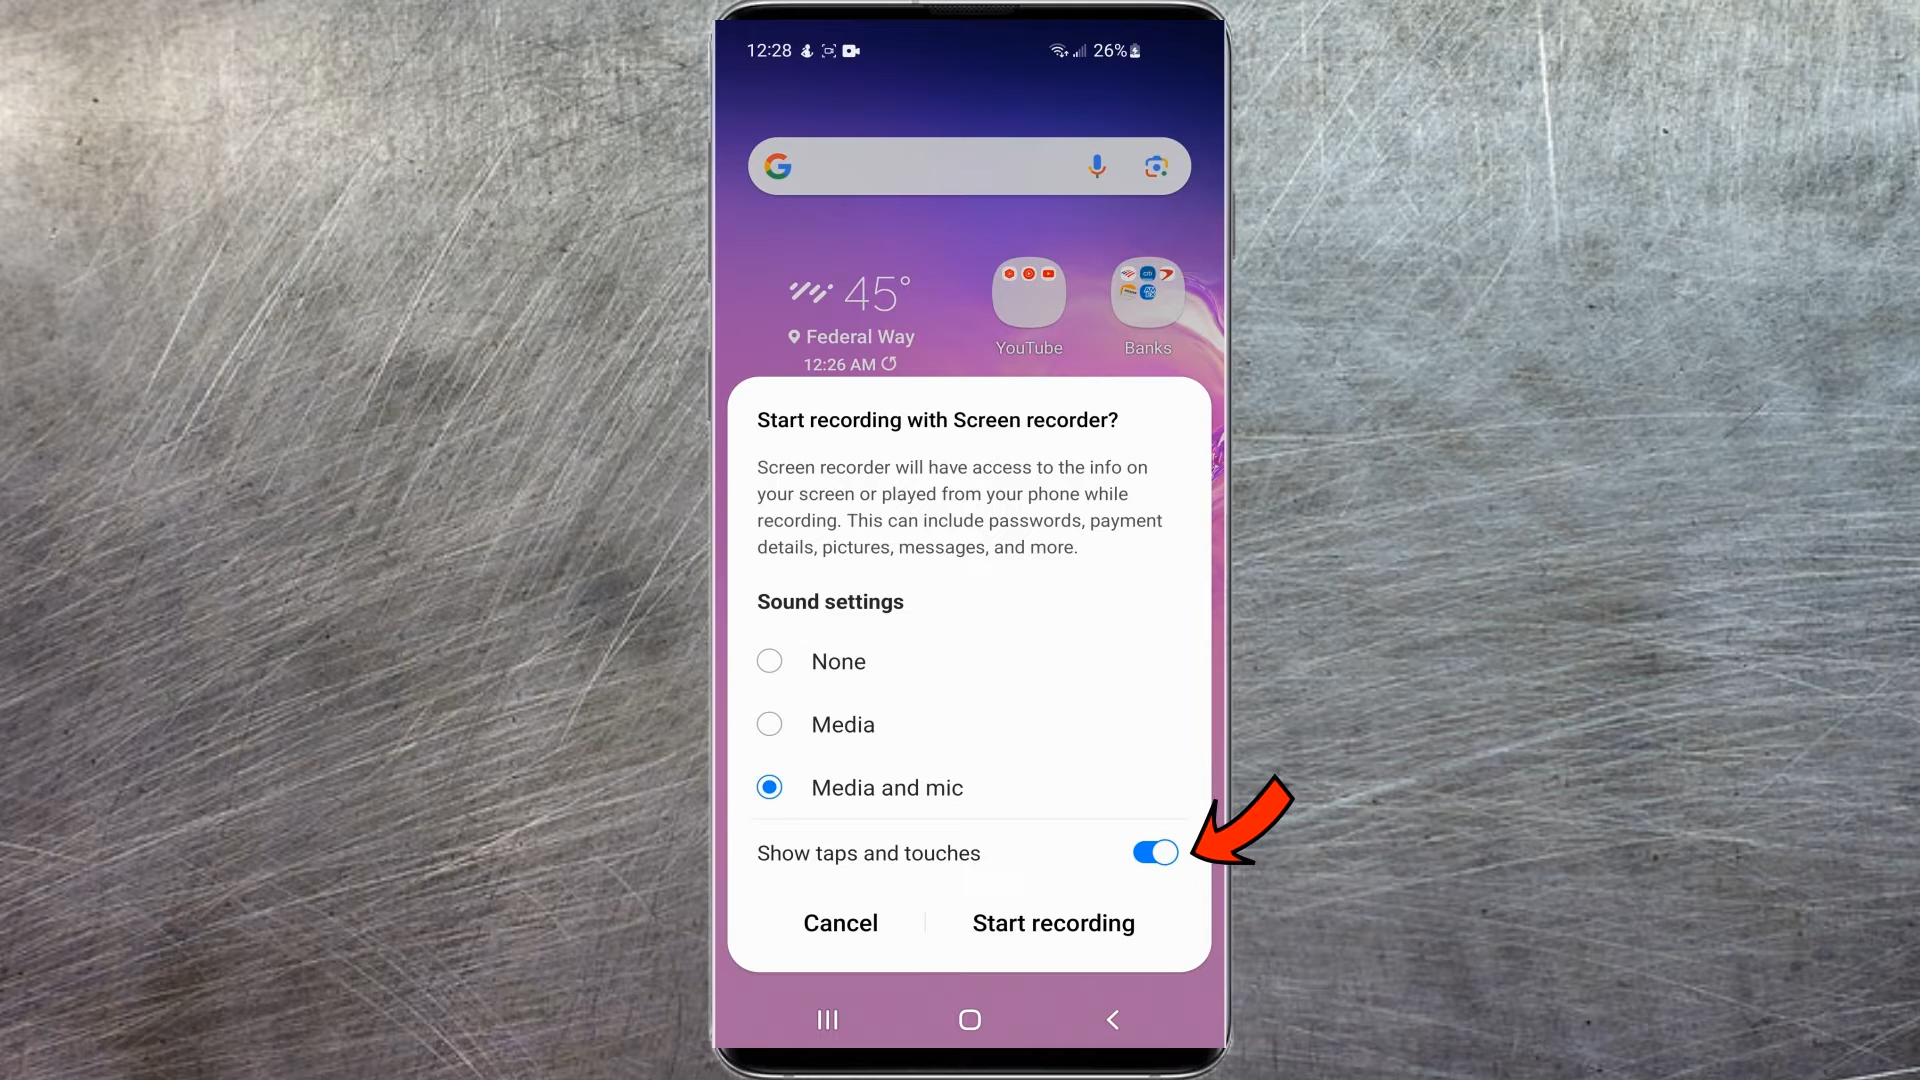 12:28 26%
45°
Federal Way
12:26 AM
YouTube Banks
Start recording with Screen recorder?
Screen recorder will have access to the info on
your screen or played from your phone while
recording. This can include passwords, payment
details, pictures, messages, and more.
Sound settings
None
Media
Media and mic
Show taps and touches
Cancel Start recording